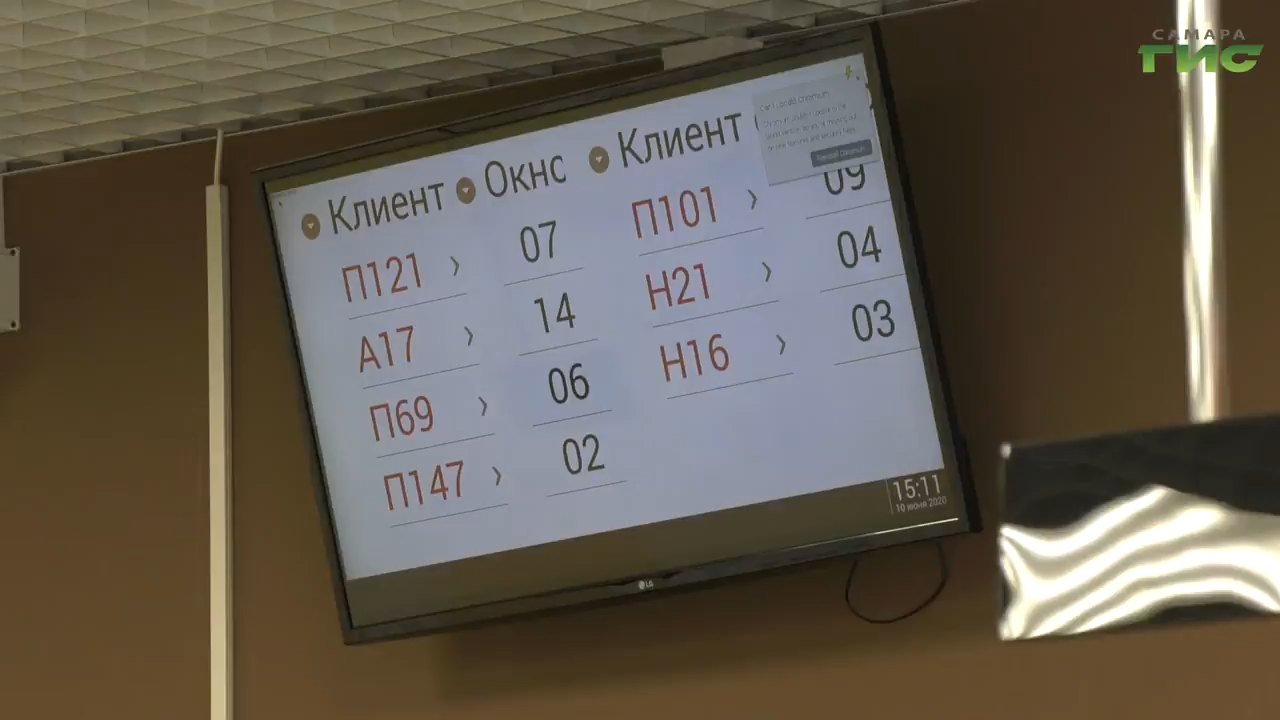 САМАРА
ГИС
Клиент Окнс Клиент
П121 › 07
А17 › 14
П69 › 06
П147 › 02
П101 › 09
Н21 › 04
Н16 › 03
15:11
10 июня 2020
LG